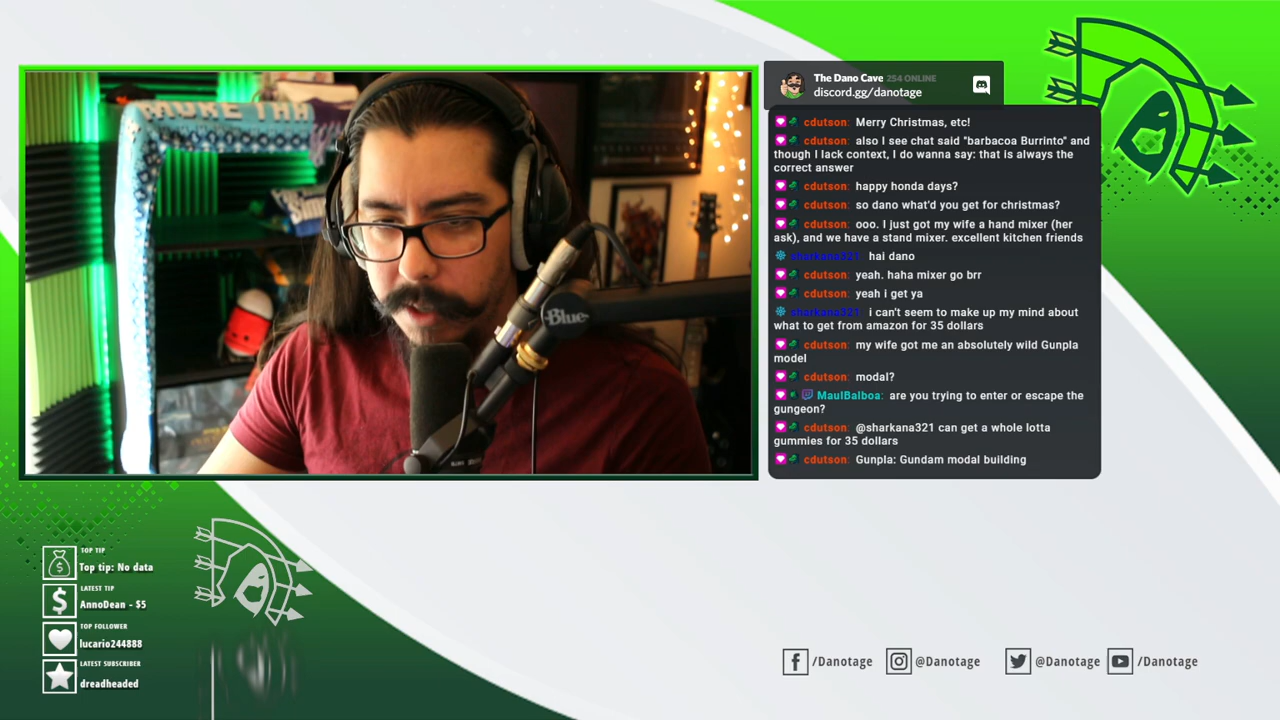 MORE THA
Blue
The Dano Cave 254 ONLINE
discord.gg/danotage
cdutson: Merry Christmas, etc!
cdutson: also I see chat said "barbacoa Burrinto" and
though I lack context, I do wanna say: that is always the
correct answer
cdutson: happy honda days?
cdutson: so dano what'd you get for christmas?
cdutson: ooo. I just got my wife a hand mixer (her
ask), and we have a stand mixer. excellent kitchen friends
sharkana321: hai dano
cdutson: yeah. haha mixer go brr
cdutson: yeah i get ya
sharkana321: i can't seem to make up my mind about
what to get from amazon for 35 dollars
cdutson: my wife got me an absolutely wild Gunpla
model
cdutson: modal?
MaulBalboa: are you trying to enter or escape the
gungeon?
cdutson: @sharkana321 can get a whole lotta
gummies for 35 dollars
cdutson: Gunpla: Gundam modal building
TOP TIP
Top tip: No data
LATEST TIP
AnnoDean - $5
TOP FOLLOWER
lucario244888
LATEST SUBSCRIBER
dreadheaded
/Danotage
@Danotage
@Danotage
/Danotage